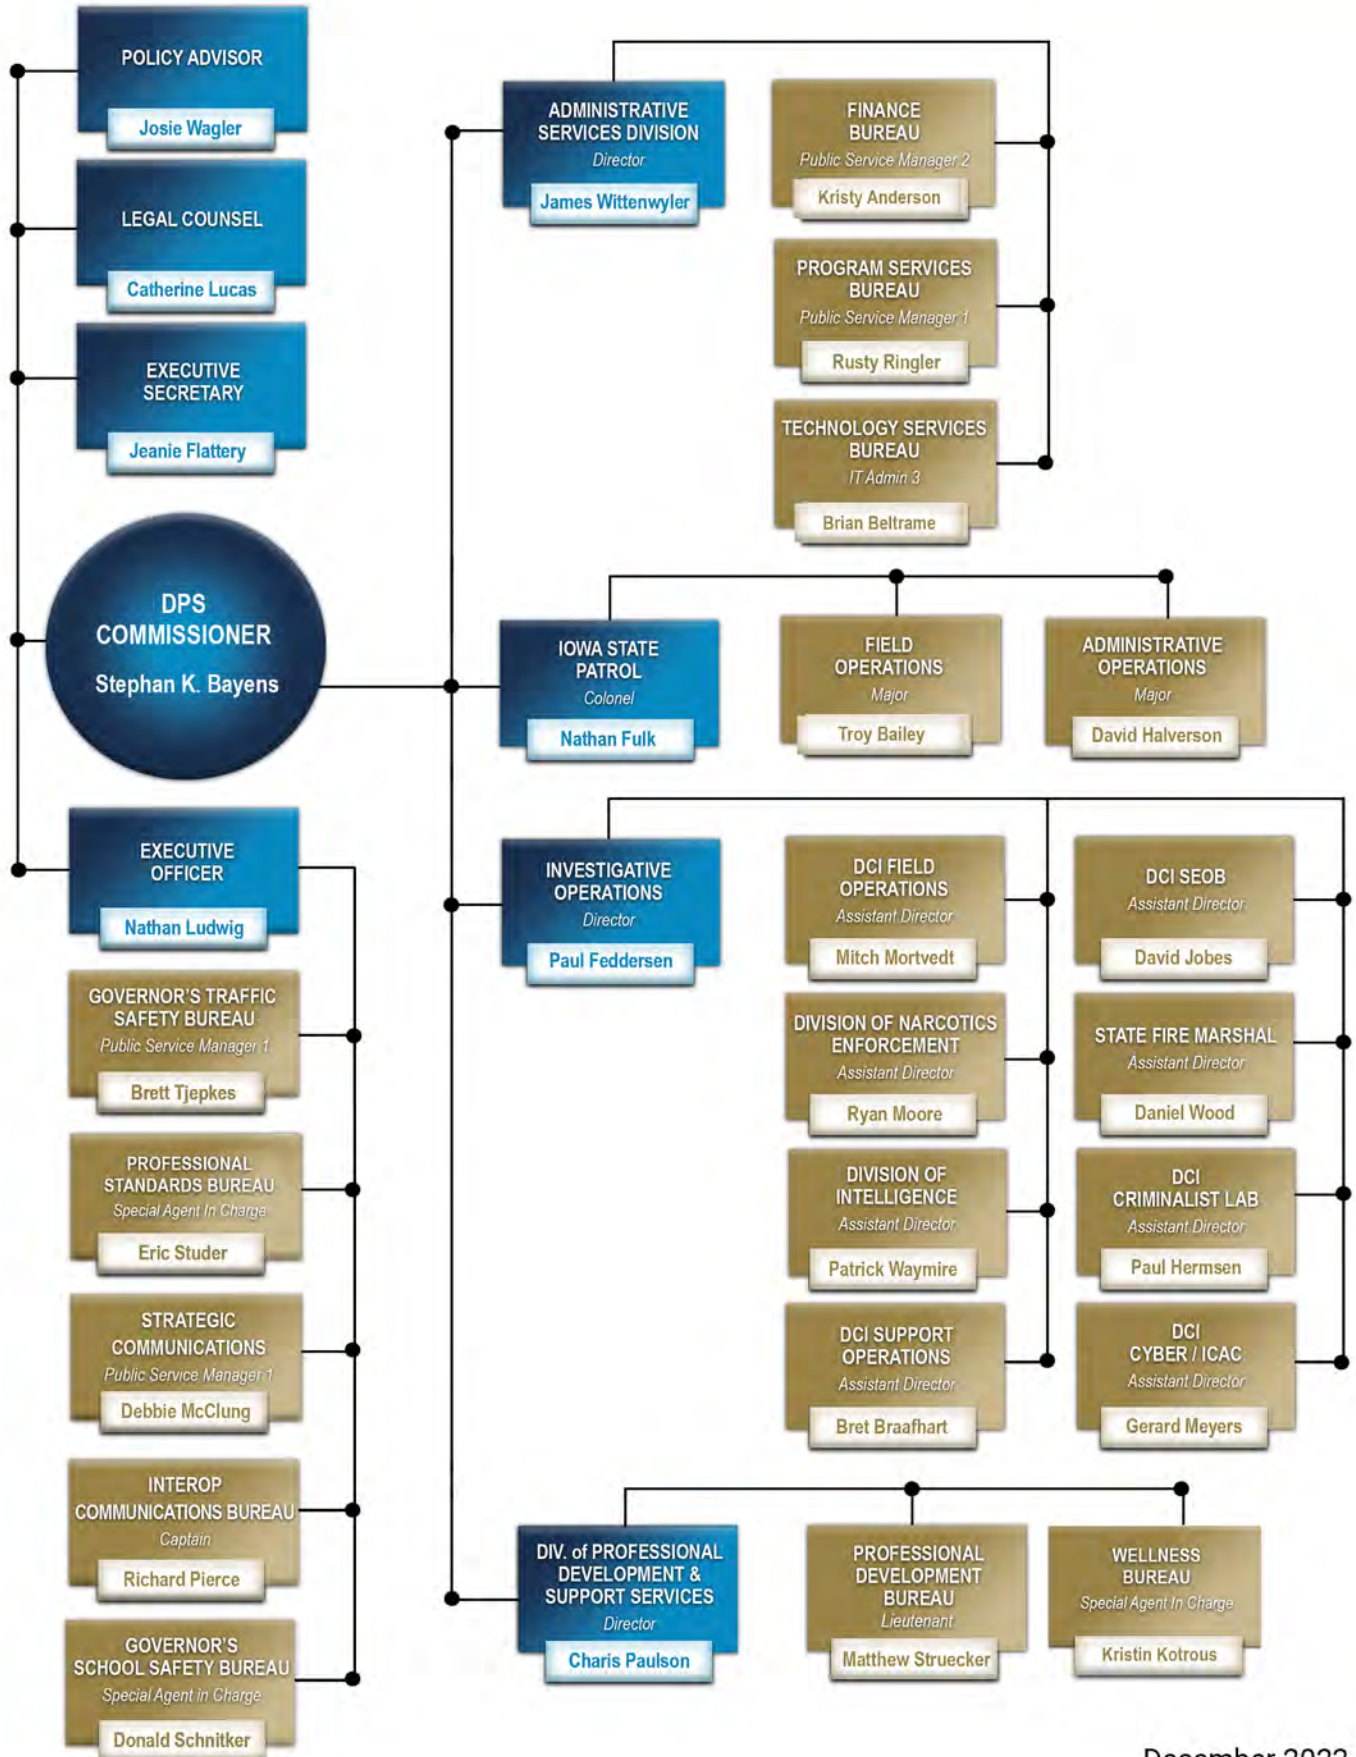 POLICY ADVISOR
Josie Wagler
LEGAL COUNSEL
Catherine Lucas
EXECUTIVE
SECRETARY
Jeanie Flattery
DPS
COMMISSIONER
Stephan K. Bayens
EXECUTIVE
OFFICER
Nathan Ludwig
GOVERNOR'S TRAFFIC
SAFETY BUREAU
Public Service Manager 1
Brett Tjepkes
PROFESSIONAL
STANDARDS BUREAU
Special Agent In Charge
Eric Studer
STRATEGIC
COMMUNICATIONS
Public Service Manager 1
Debbie McClung
INTEROP
COMMUNICATIONS BUREAU
Captain
Richard Pierce
GOVERNOR'S
SCHOOL SAFETY BUREAU
Special Agent in Charge
Donald Schnitker
ADMINISTRATIVE
SERVICES DIVISION
Director
James Wittenwyler
FINANCE
BUREAU
Public Service Manager 2
Kristy Anderson
PROGRAM SERVICES
BUREAU
Public Service Manager 1
Rusty Ringler
TECHNOLOGY SERVICES
BUREAU
IT Admin 3
Brian Beltrame
IOWA STATE
PATROL
Colonel
Nathan Fulk
FIELD
OPERATIONS
Major
Troy Bailey
ADMINISTRATIVE
OPERATIONS
Major
David Halverson
INVESTIGATIVE
OPERATIONS
Director
Paul Feddersen
DCI FIELD
OPERATIONS
Assistant Director
Mitch Mortvedt
DCI SEOB
Assistant Director
David Jobes
DIVISION OF NARCOTICS
ENFORCEMENT
Assistant Director
Ryan Moore
STATE FIRE MARSHAL
Assistant Director
Daniel Wood
DIVISION OF
INTELLIGENCE
Assistant Director
Patrick Waymire
DCI
CRIMINALIST LAB
Assistant Director
Paul Hermsen
DCI SUPPORT
OPERATIONS
Assistant Director
Bret Braafhart
DCI
CYBER / ICAC
Assistant Director
Gerard Meyers
DIV. of PROFESSIONAL
DEVELOPMENT &
SUPPORT SERVICES
Director
Charis Paulson
PROFESSIONAL
DEVELOPMENT
BUREAU
Lieutenant
Matthew Struecker
WELLNESS
BUREAU
Special Agent In Charge
Kristin Kotrous
December